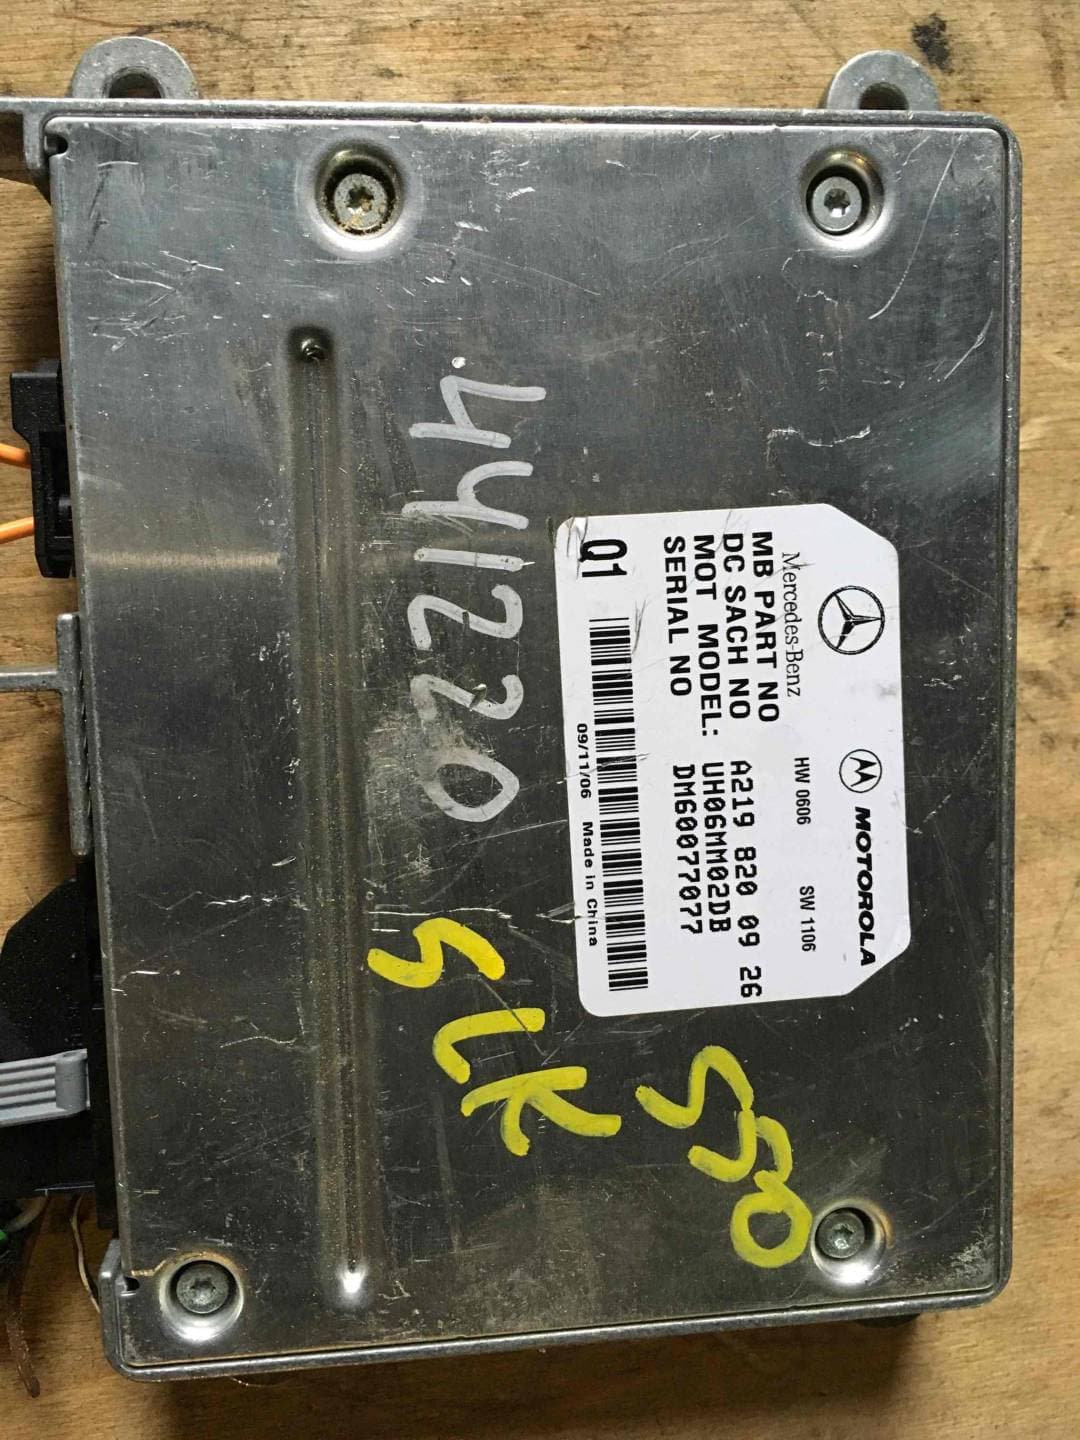 Mercedes-Benz
MOTOROLA
HW 0606 SW 1106
MB PART NO
DC SACH NO A219 820 09 26
MOT MODEL: UH06MM02DB
SERIAL NO DM60077077
Q1
09/11/06 Made in China
441220
550
SLK